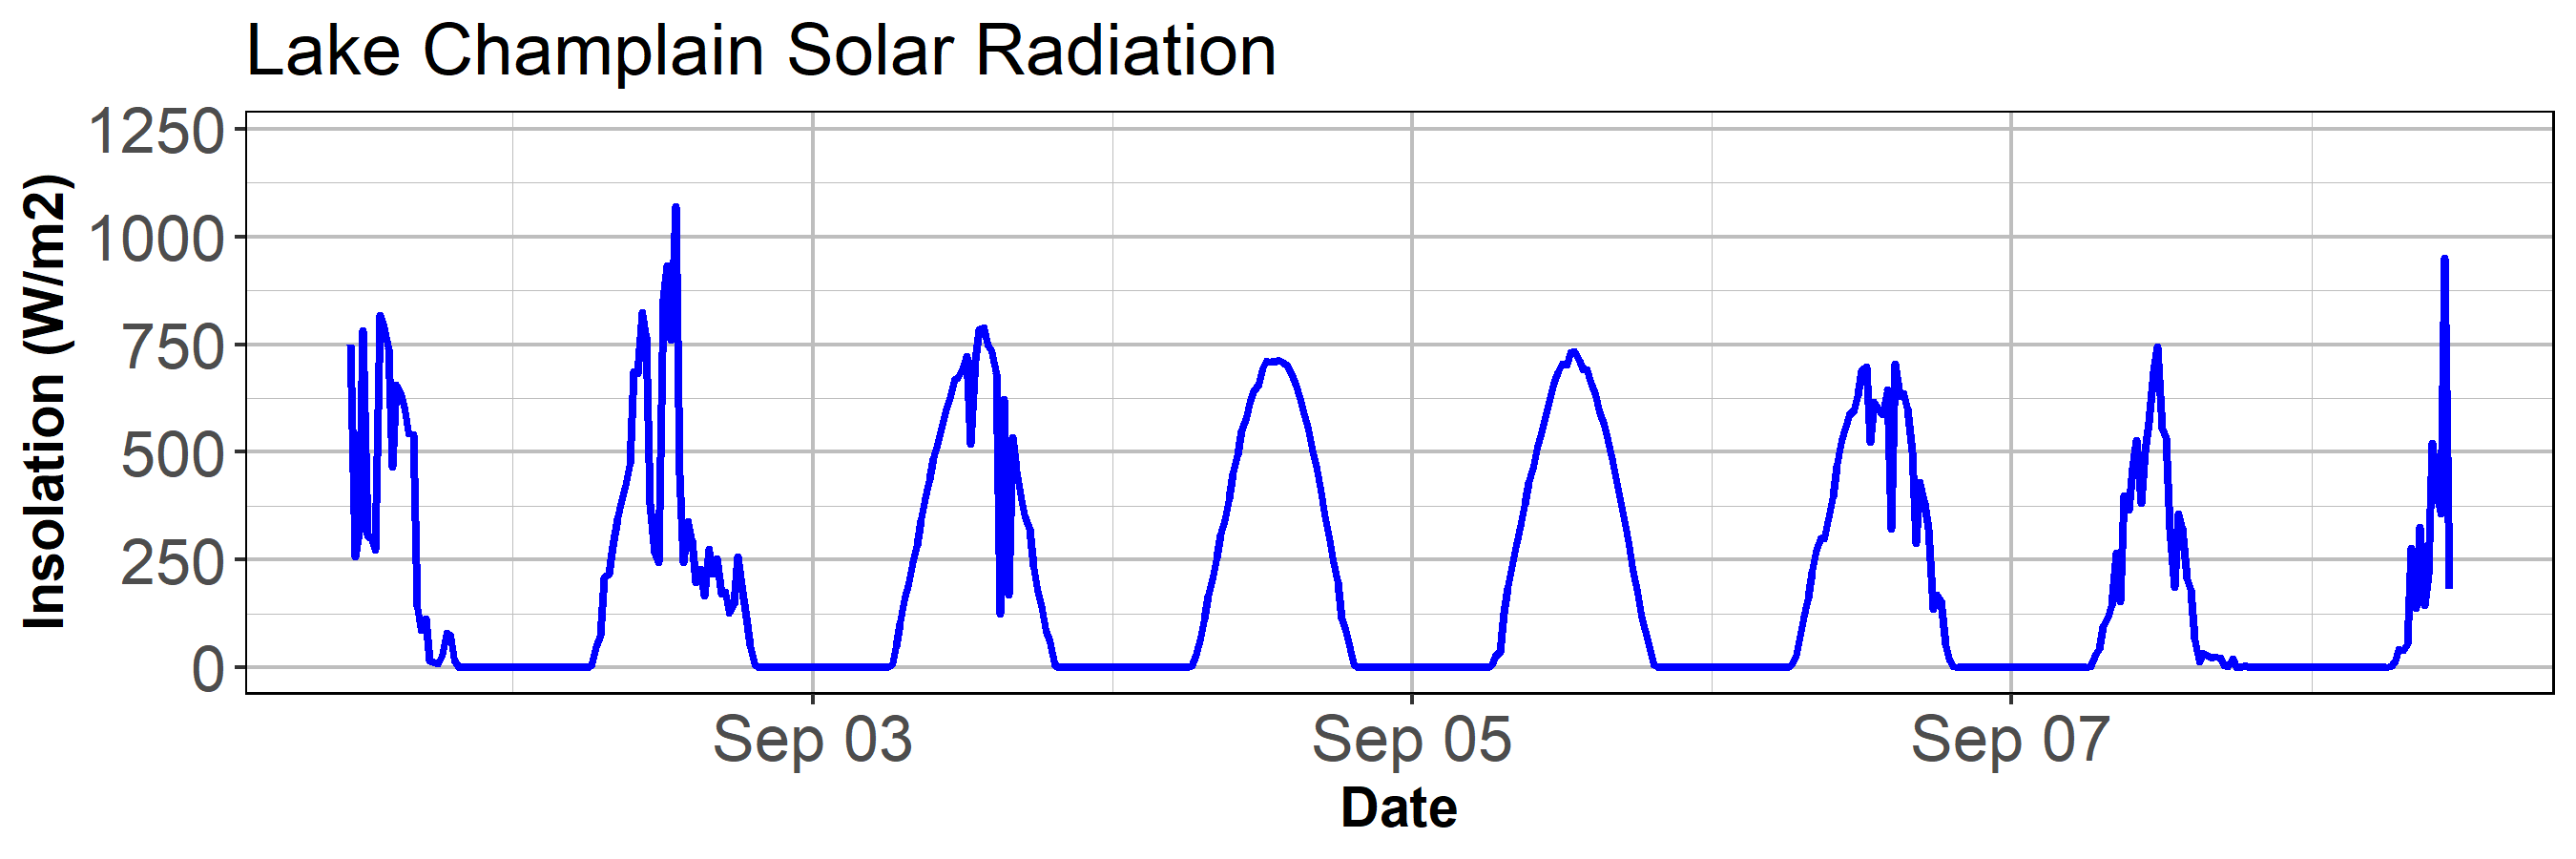 Lake Champlain Solar Radiation
Insolation (W/m2)
1250
1000
750
500
250
0
Sep 03
Sep 05
Sep 07
Date